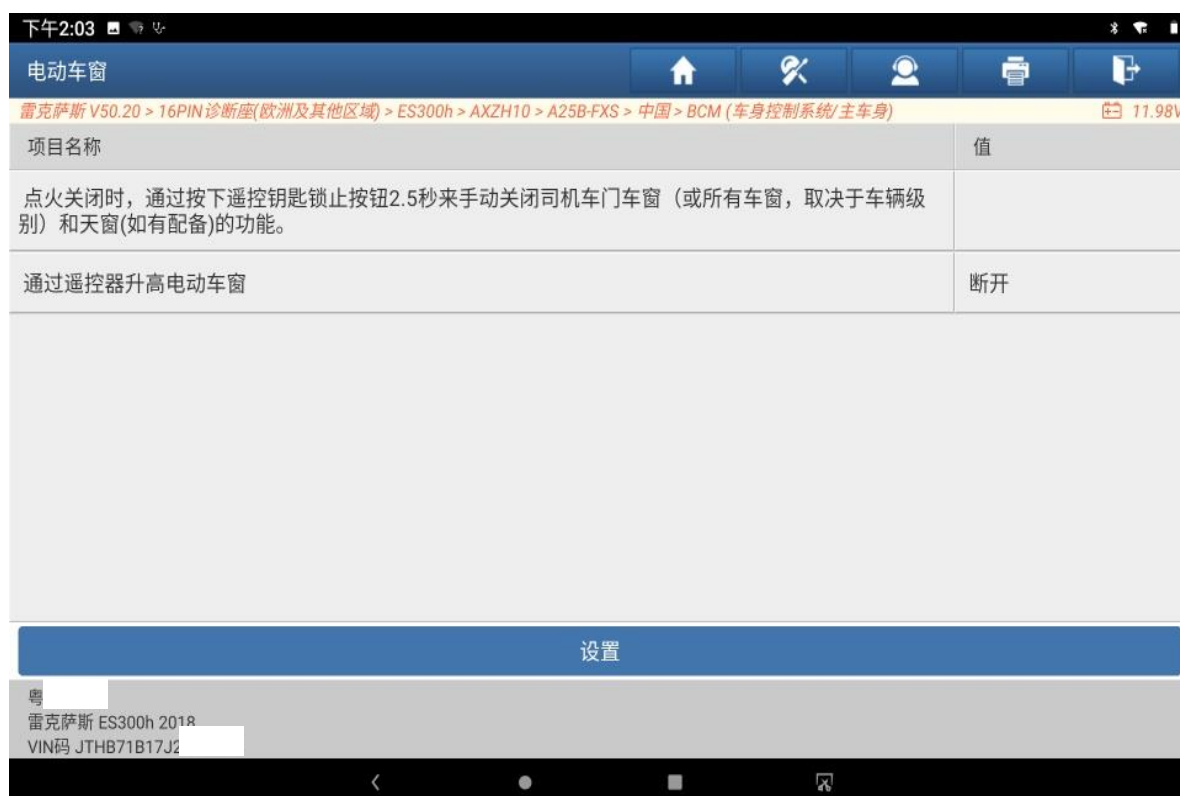 下午2:03
电动车窗
雷克萨斯 V50.20 > 16PIN诊断座(欧洲及其他区域) > ES300h > AXZH10 > A25B-FXS > 中国 > BCM (车身控制系统/主车身) 11.98V
项目名称 值
点火关闭时，通过按下遥控钥匙锁止按钮2.5秒来手动关闭司机车门车窗（或所有车窗，取决于车辆级
别）和天窗(如有配备)的功能。
通过遥控器升高电动车窗 断开
设置
粤
雷克萨斯 ES300h 2018
VIN码 JTHB71B17J2